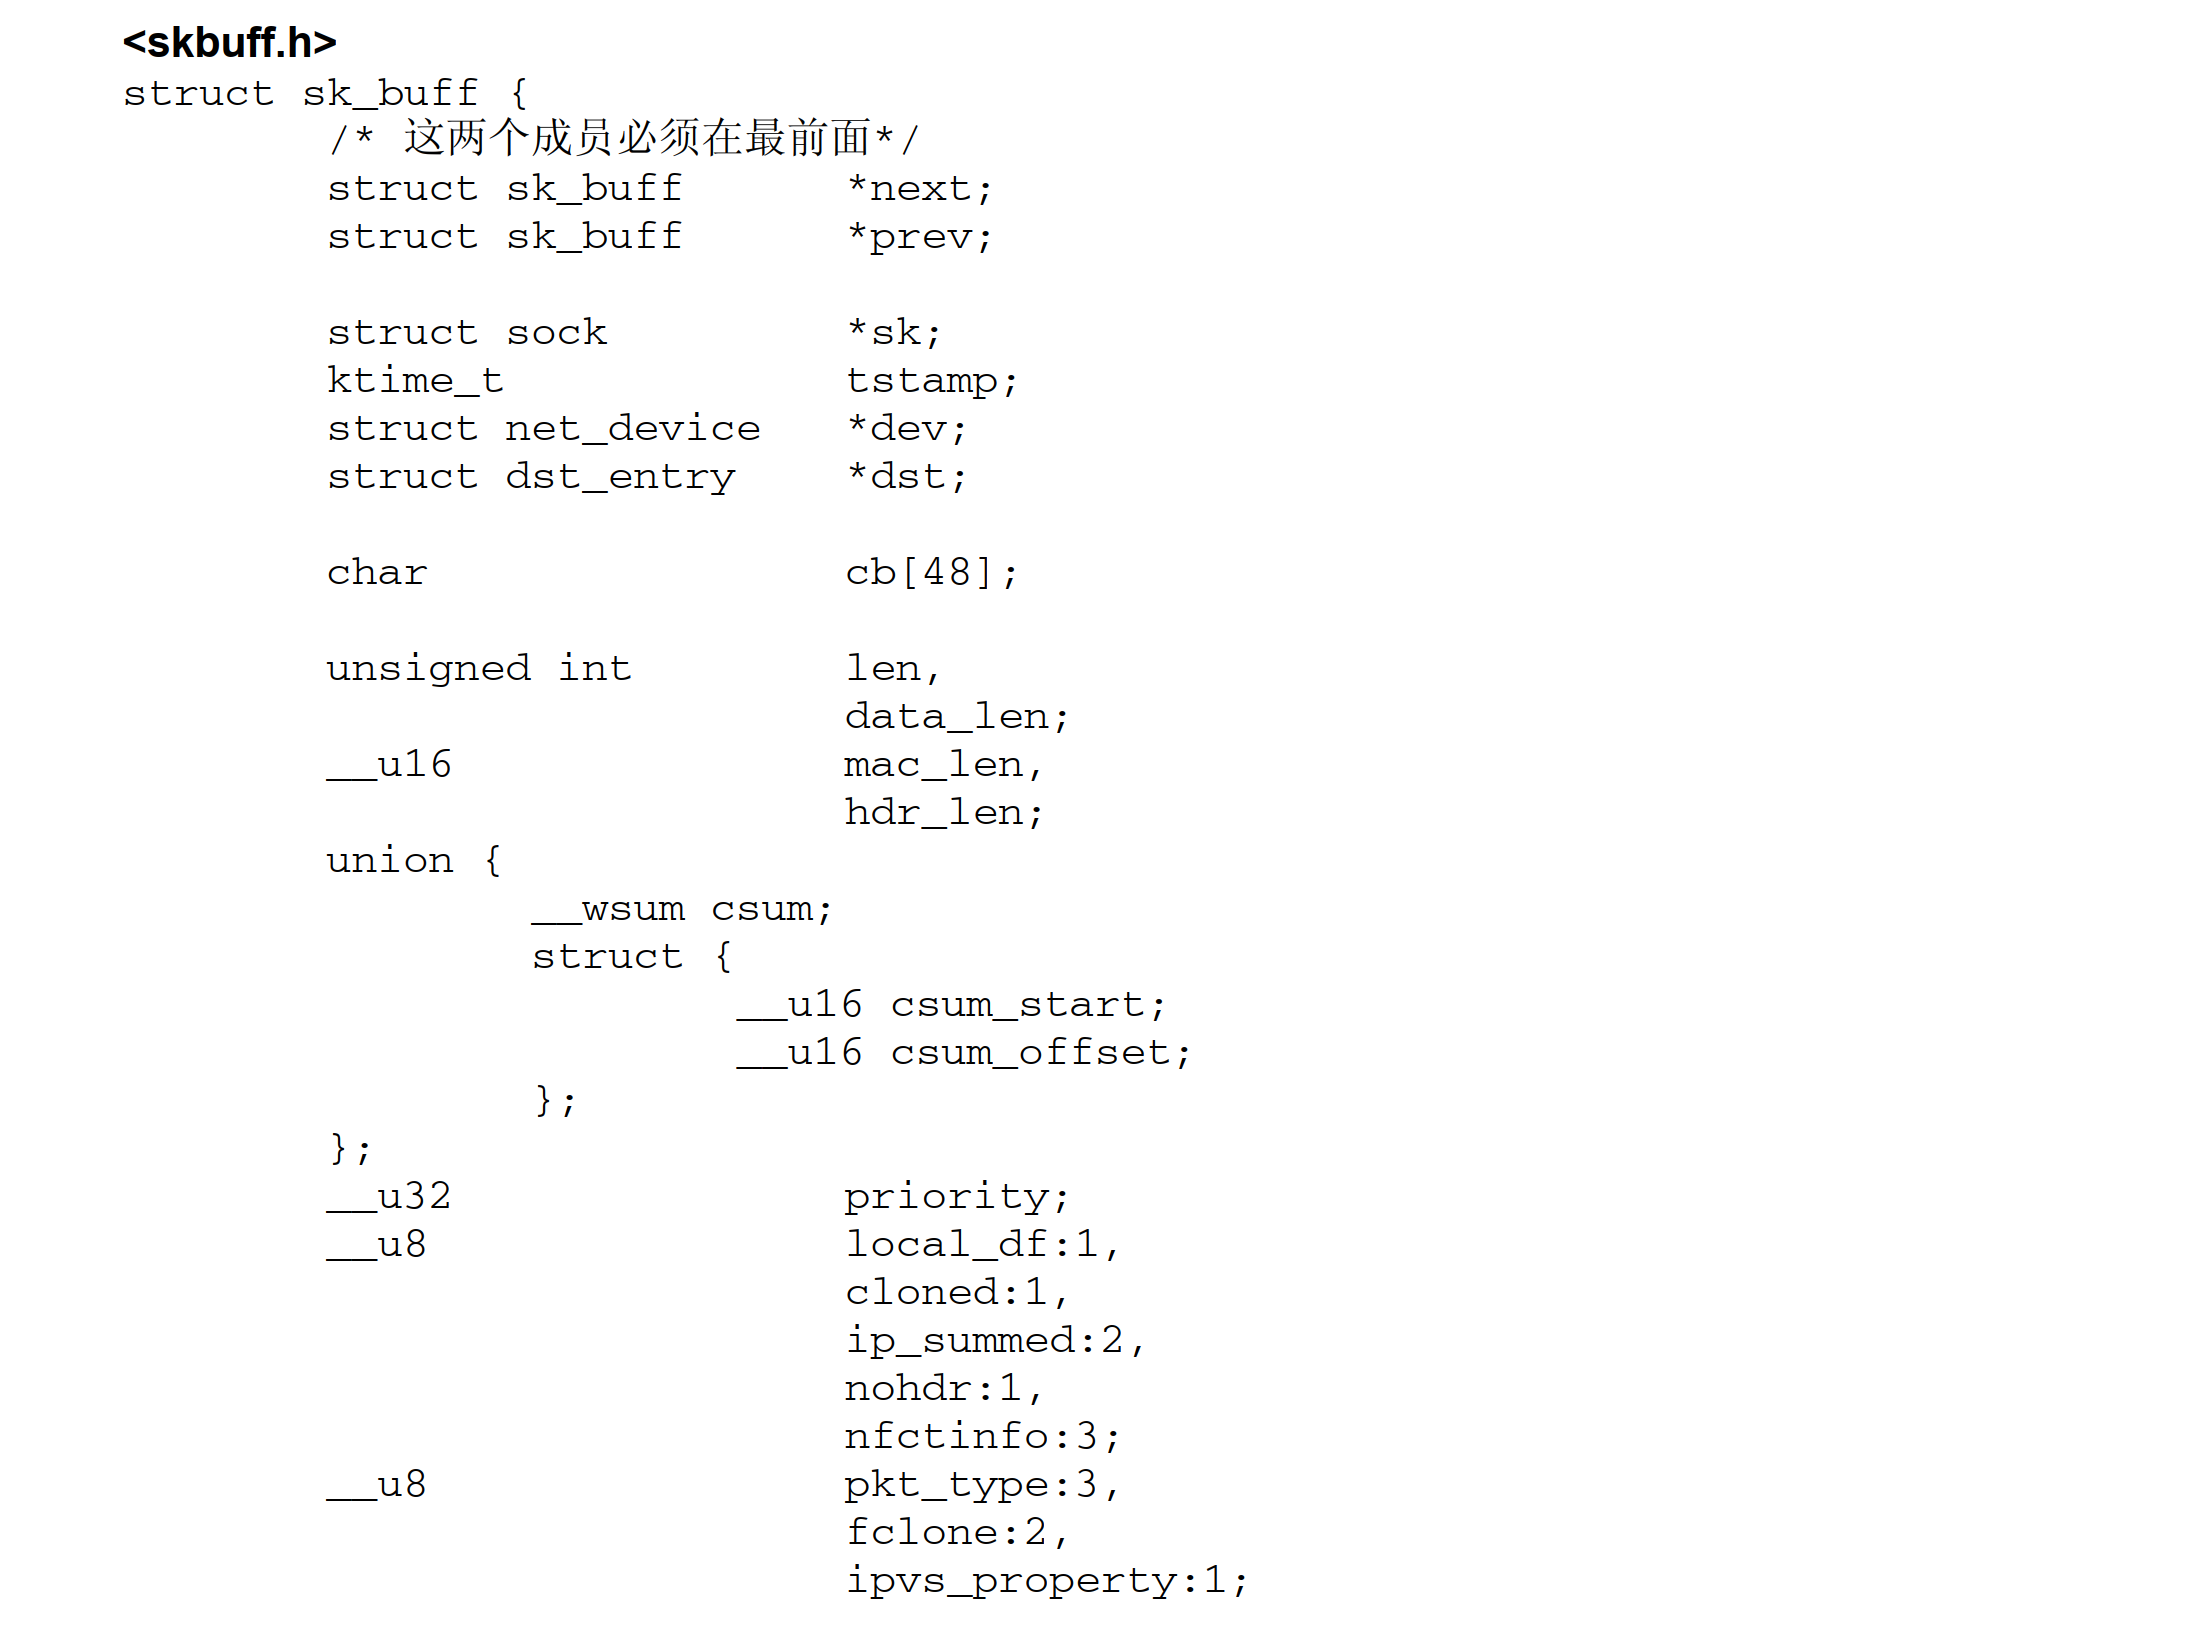 <skbuff.h>
struct sk_buff {
        /* 这两个成员必须在最前面*/
        struct sk_buff      *next;
        struct sk_buff      *prev;

        struct sock         *sk;
        ktime_t             tstamp;
        struct net_device   *dev;
        struct dst_entry    *dst;

        char                cb[48];

        unsigned int        len,
                            data_len;
        __u16               mac_len,
                            hdr_len;
        union {
                __wsum csum;
                struct {
                        __u16 csum_start;
                        __u16 csum_offset;
                };
        };
        __u32               priority;
        __u8                local_df:1,
                            cloned:1,
                            ip_summed:2,
                            nohdr:1,
                            nfctinfo:3;
        __u8                pkt_type:3,
                            fclone:2,
                            ipvs_property:1;